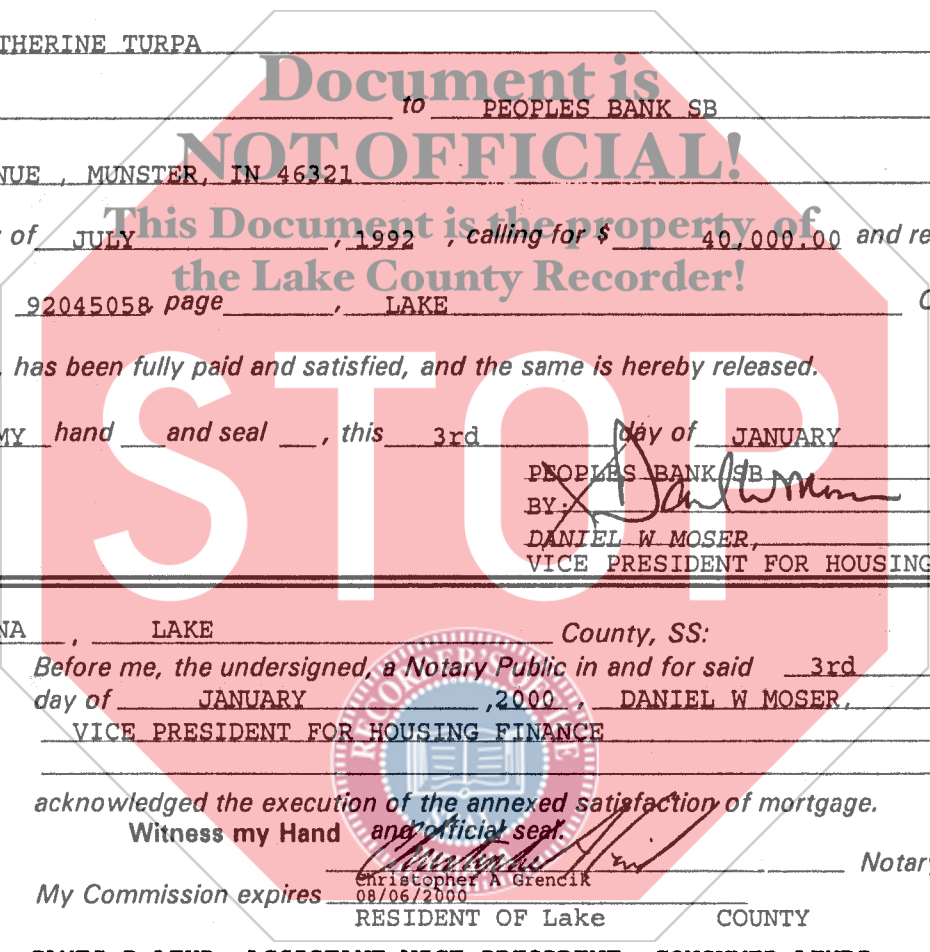 THERINE TURPA
Document is
to PEOPLES BANK SB
NOT OFFICIAL!
NUE , MUNSTER, IN 46321
This Document is the property of
of JULY , 1992 , calling for $ 40,000.00 and re
the Lake County Recorder!
92045058, page , LAKE
has been fully paid and satisfied, and the same is hereby released.
STOP
MY hand and seal , this 3rd day of JANUARY
PEOPLES BANK SB
BY:
Daniel W Moser
DANIEL W MOSER,
VICE PRESIDENT FOR HOUSING
NA , LAKE County, SS:
Before me, the undersigned, a Notary Public in and for said 3rd
day of JANUARY ,2000 , DANIEL W MOSER,
VICE PRESIDENT FOR HOUSING FINANCE
acknowledged the execution of the annexed satisfaction of mortgage.
Witness my Hand and official seal.
Notary
Christopher A Grencik
My Commission expires 08/06/2000
RESIDENT OF Lake COUNTY